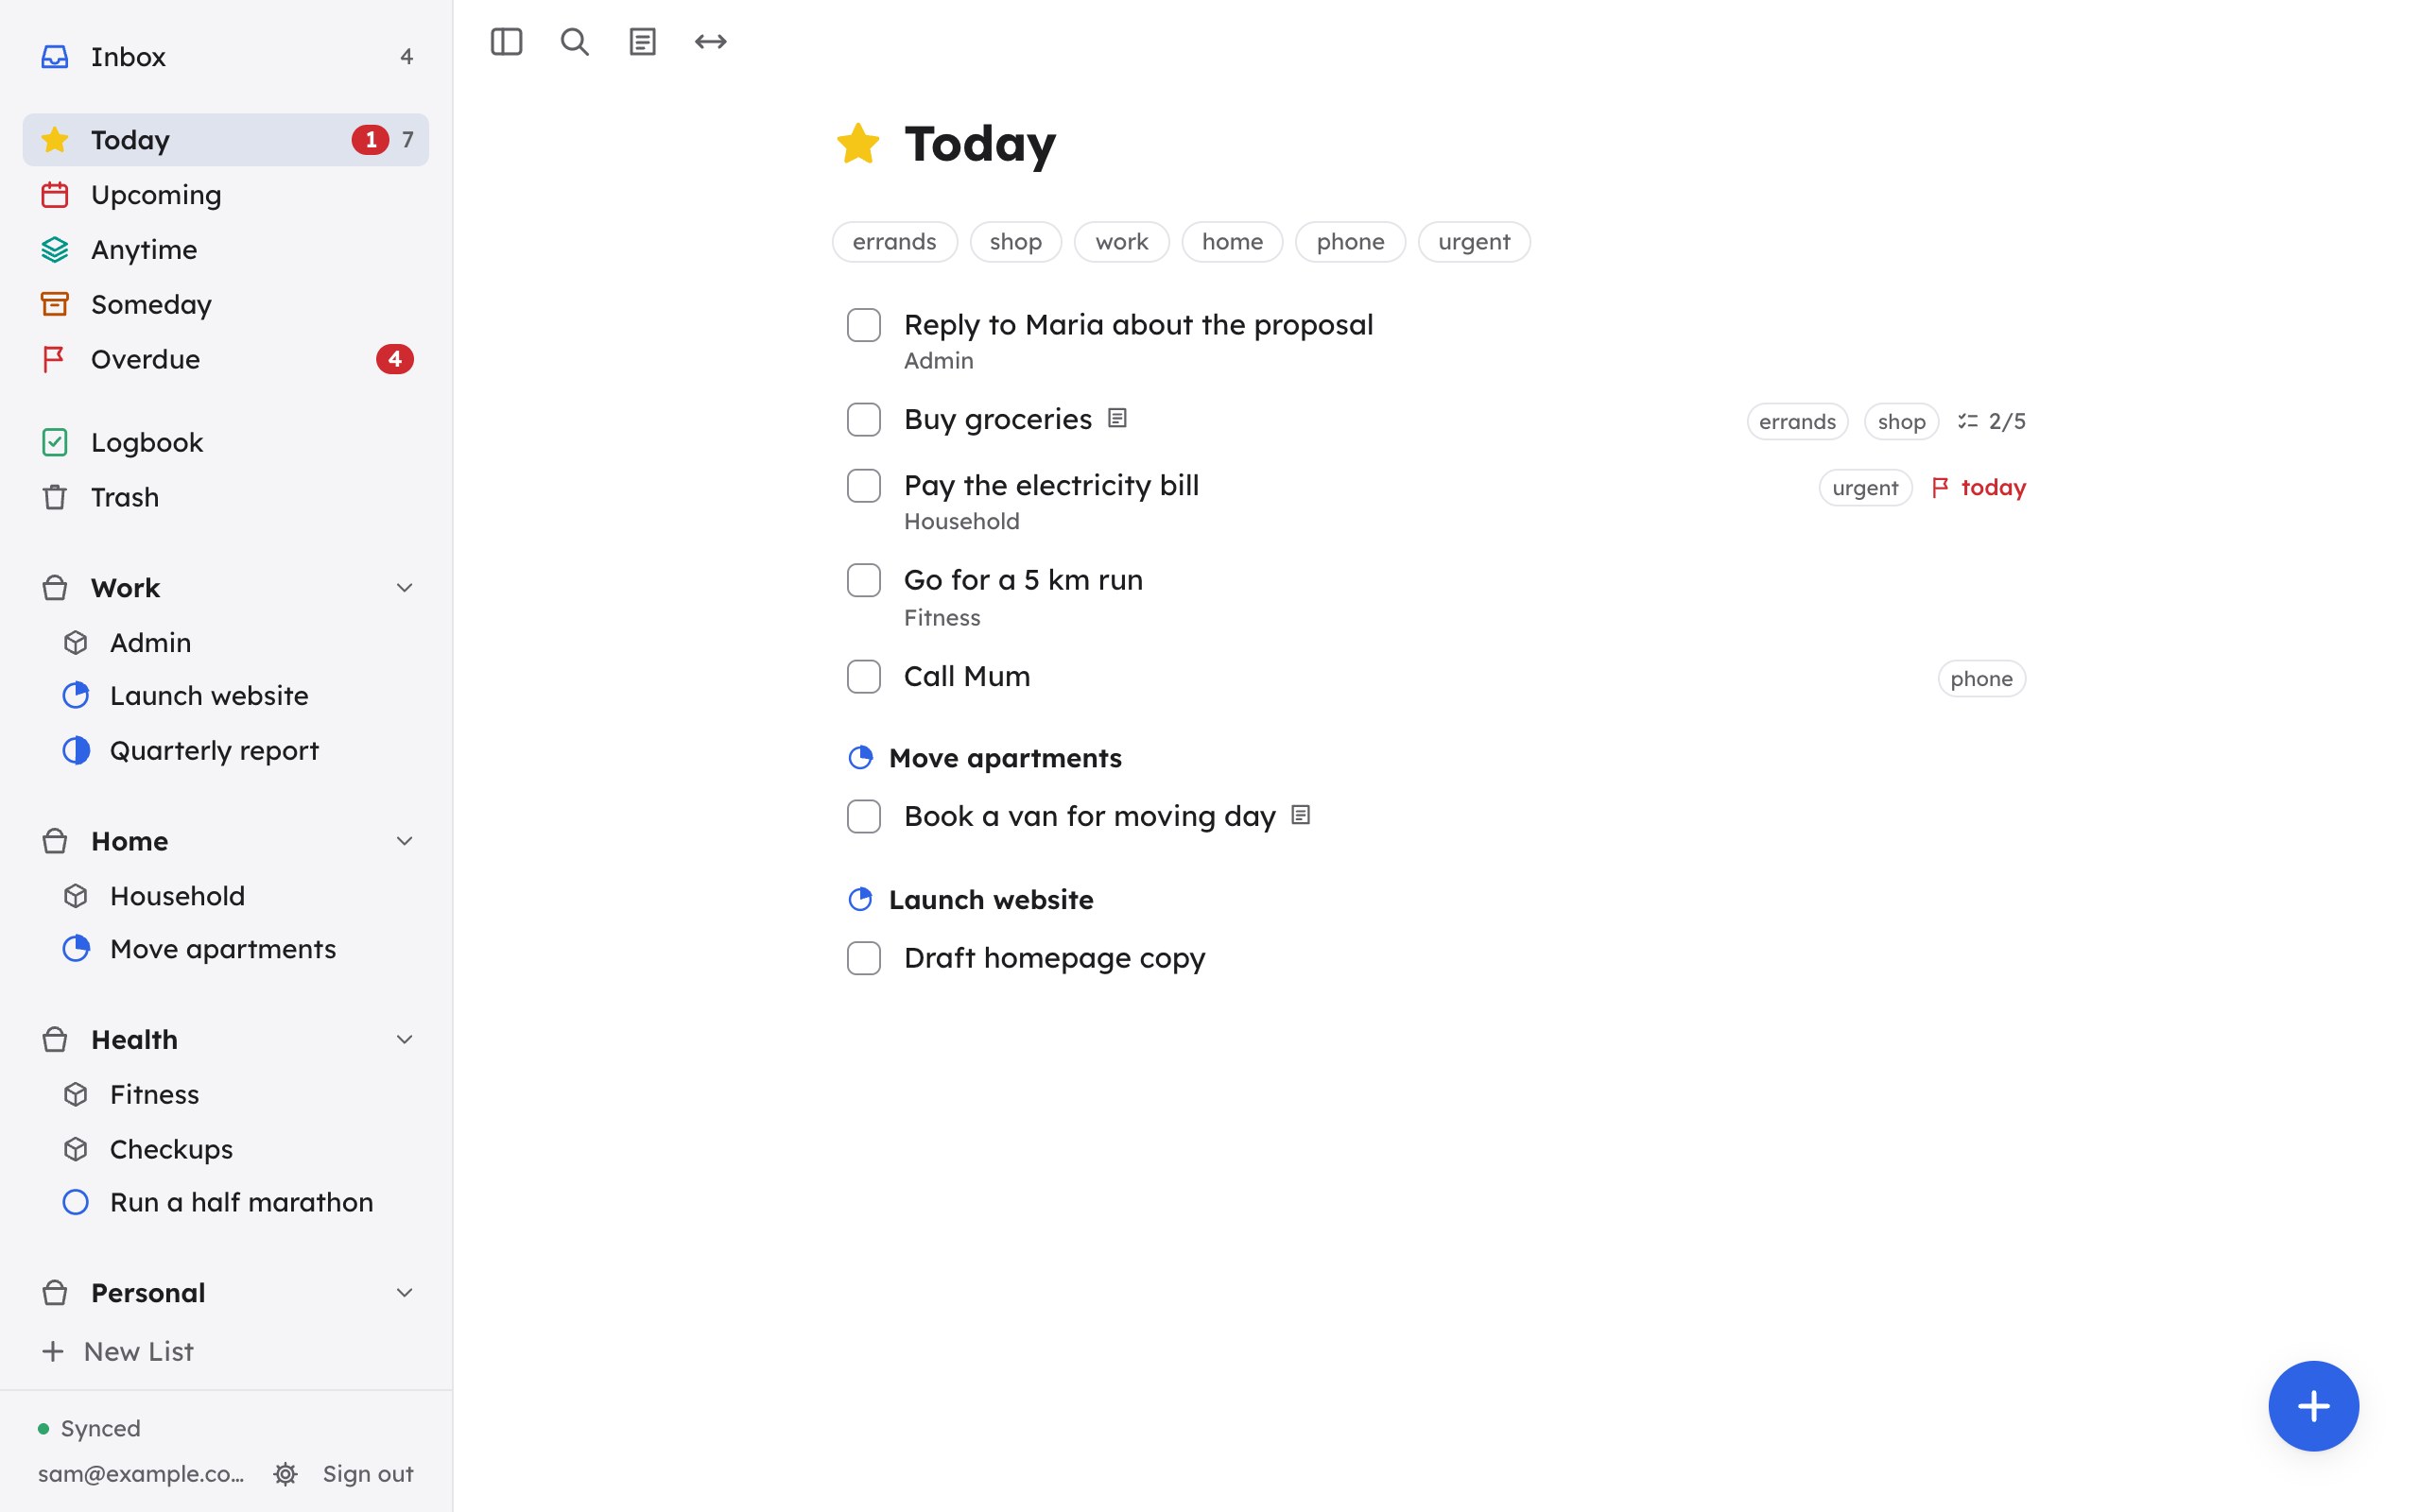 Inbox 4
Today 1 7
Upcoming
Anytime
Someday
Overdue 4
Logbook
Trash
Work
Admin
Launch website
Quarterly report
Home
Household
Move apartments
Health
Fitness
Checkups
Run a half marathon
Personal
New List
Synced
sam@example.co... Sign out
Today
errands shop work home phone urgent
Reply to Maria about the proposal
Admin
Buy groceries errands shop 2/5
Pay the electricity bill urgent today
Household
Go for a 5 km run
Fitness
Call Mum phone
Move apartments
Book a van for moving day
Launch website
Draft homepage copy